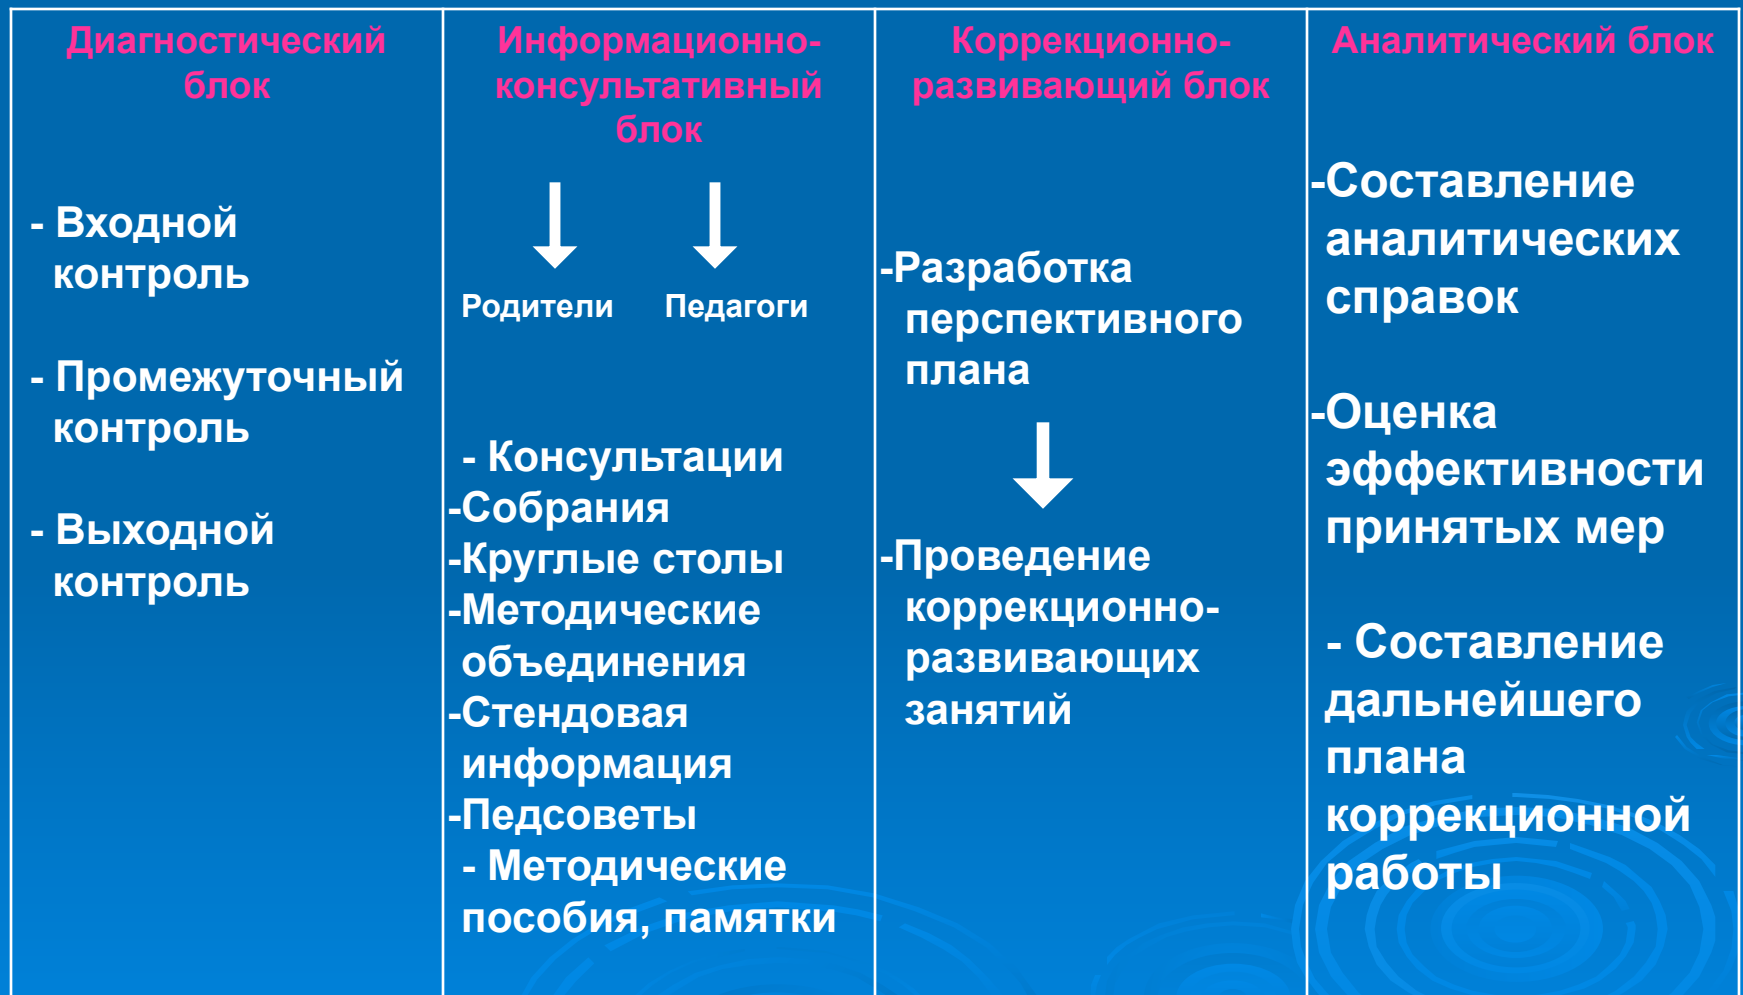 Диагностический
блок
- Входной
контроль
- Промежуточный
контроль
- Выходной
контроль
Информационно-
консультативный
блок
Родители Педагоги
- Консультации
-Собрания
-Круглые столы
-Методические
объединения
-Стендовая
информация
-Педсоветы
- Методические
пособия, памятки
Коррекционно-
развивающий блок
-Разработка
перспективного
плана
-Проведение
коррекционно-
развивающих
занятий
Аналитический блок
-Составление
аналитических
справок
-Оценка
эффективности
принятых мер
- Составление
дальнейшего
плана
коррекционной
работы